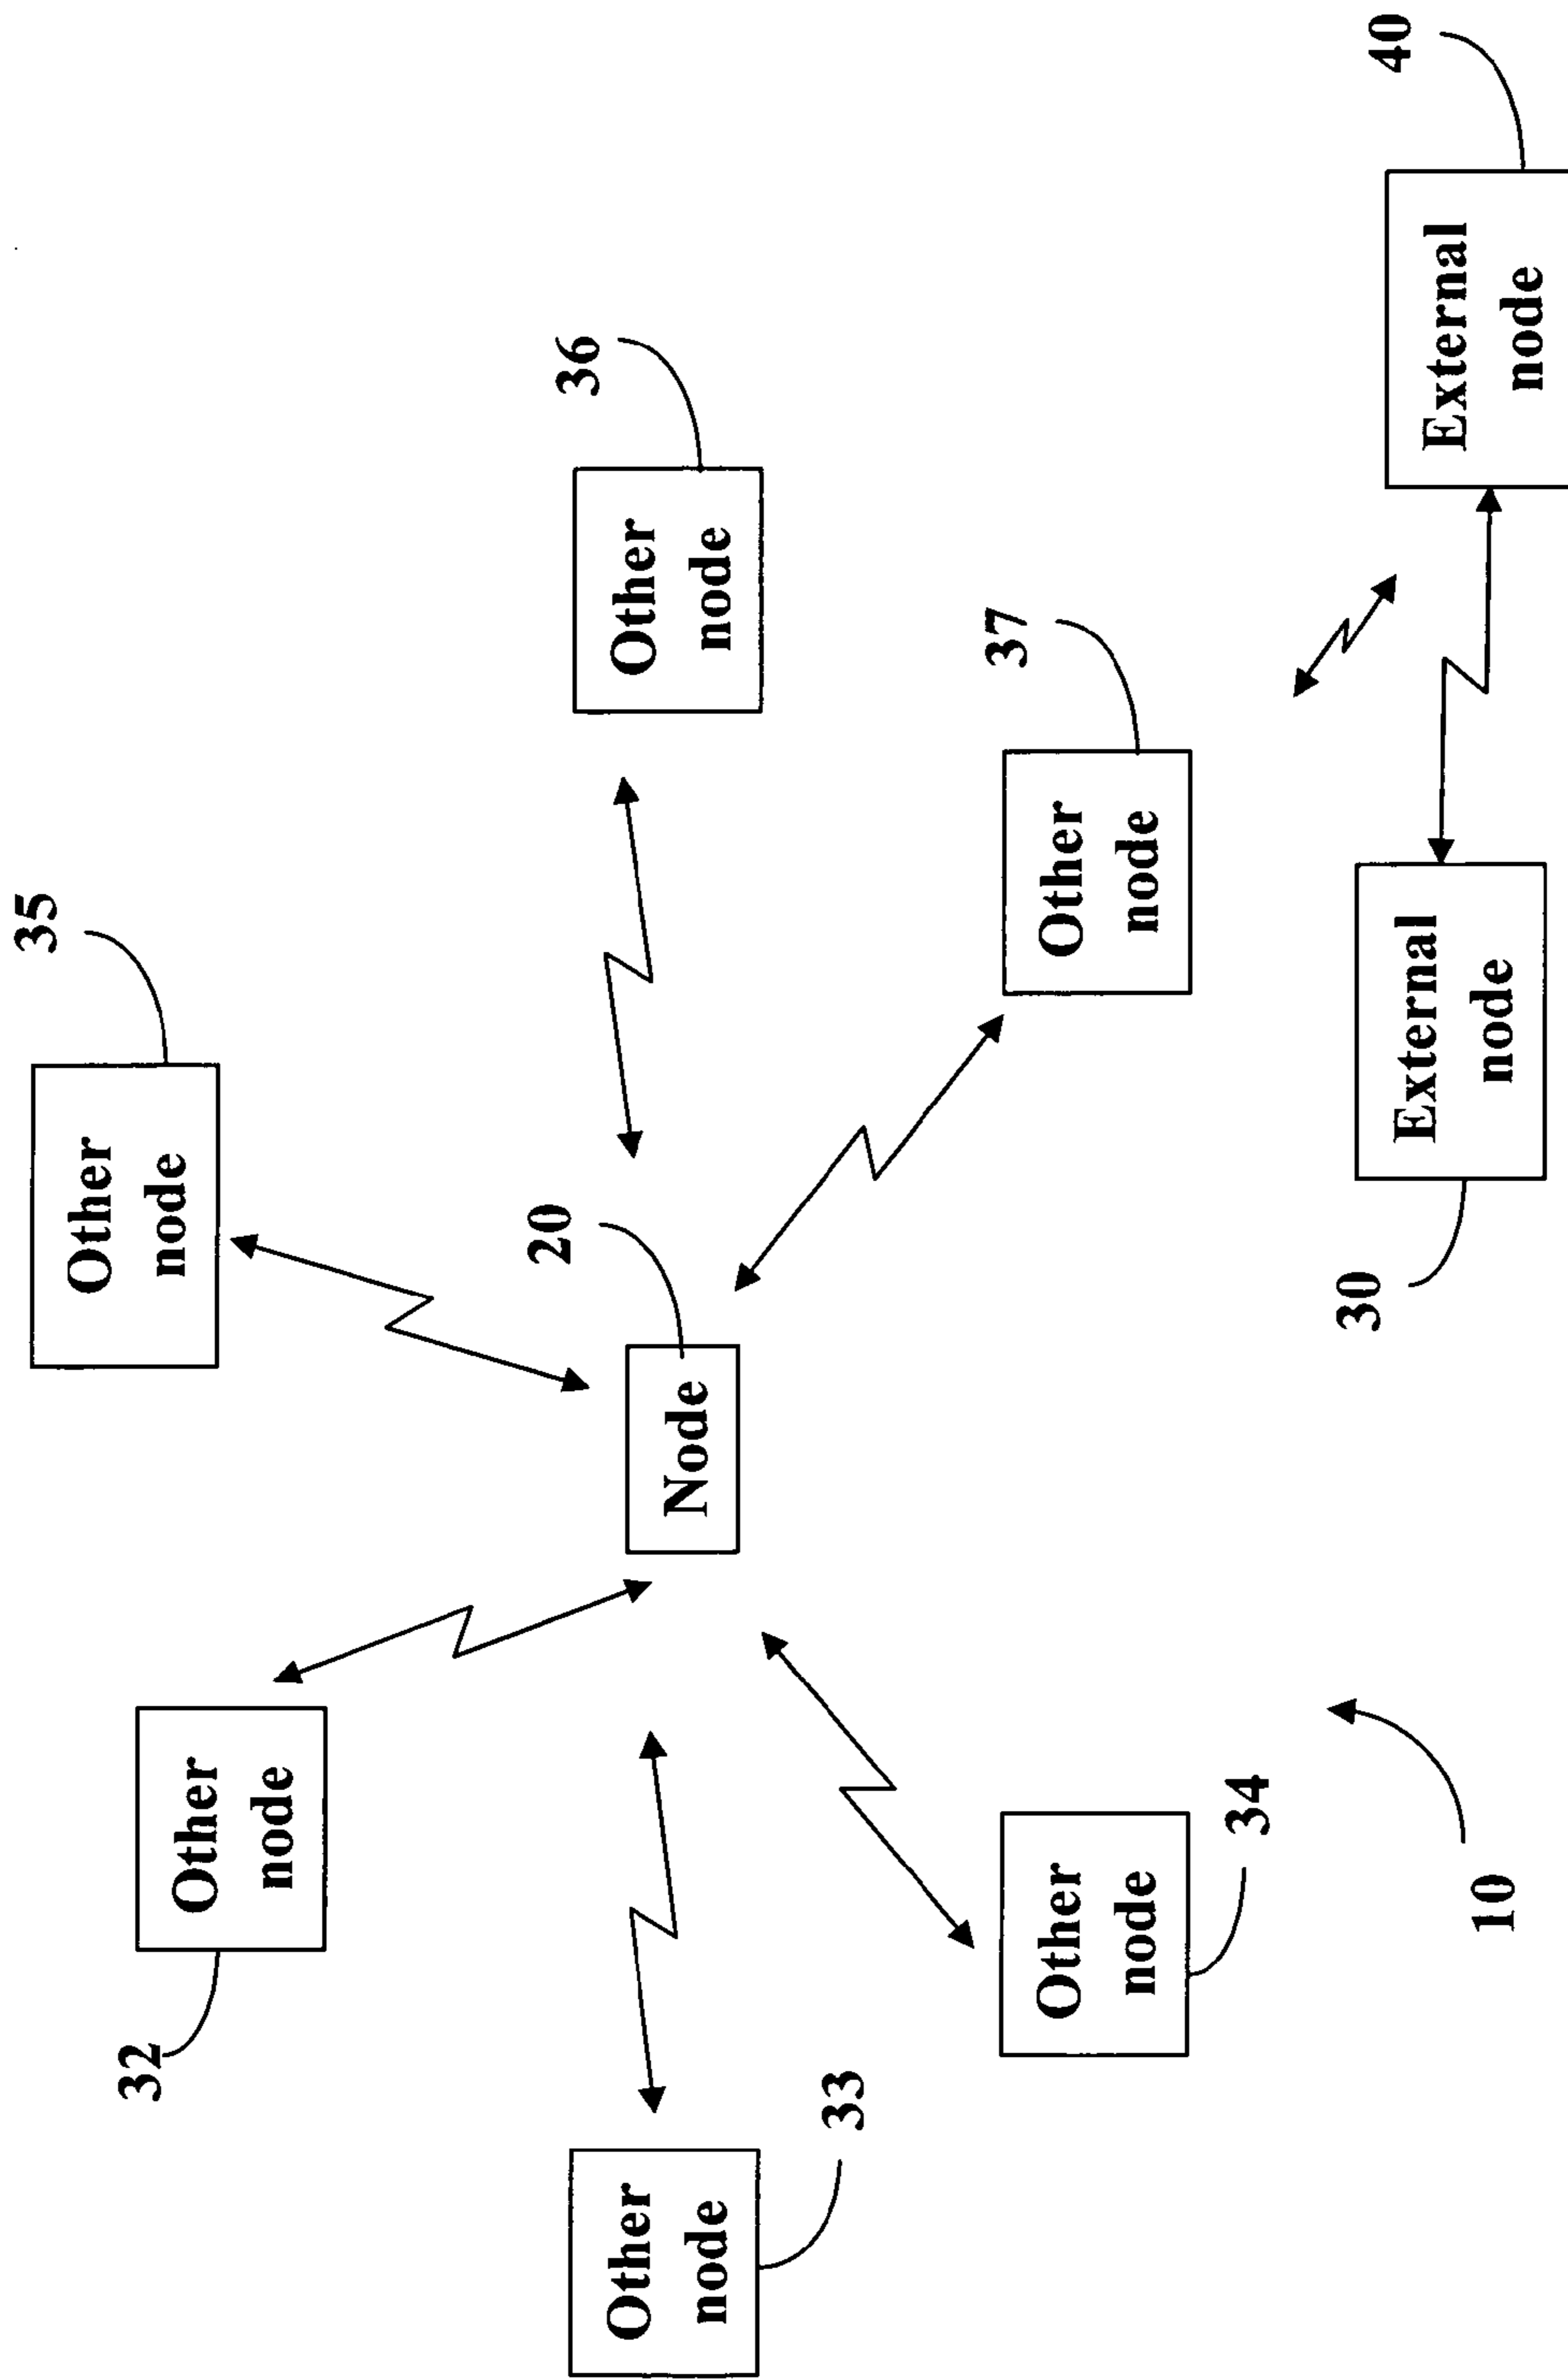 35
Other
node
32
Other
node
36
Other
node
20
Node
33
Other
node
37
Other
node
34
Other
node
40
External
node
30
External
node
10